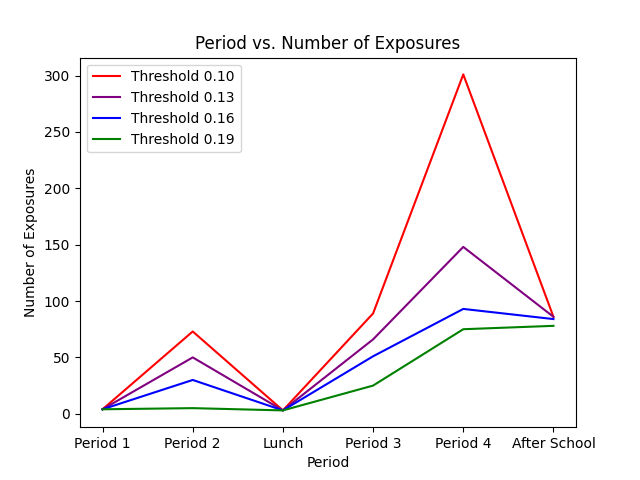 Period vs. Number of Exposures
Threshold 0.10
Threshold 0.13
Threshold 0.16
Threshold 0.19
Number of Exposures
300
250
200
150
100
50
0
Period 1 Period 2 Lunch Period 3 Period 4 After School
Period